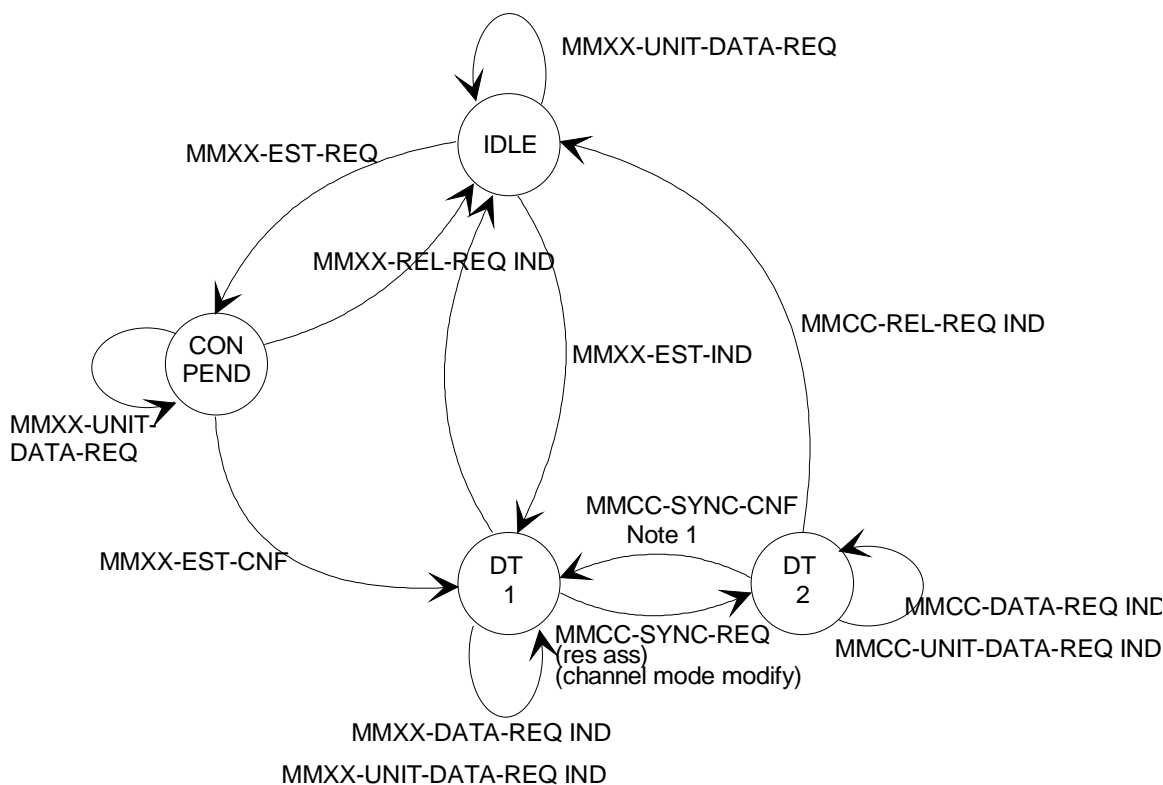 MMXX-UNIT-DATA-REQ
IDLE
MMXX-EST-REQ
MMXX-REL-REQ IND
MMCC-REL-REQ IND
CON
PEND
MMXX-EST-IND
MMXX-UNIT-
DATA-REQ
MMCC-SYNC-CNF
Note 1
MMXX-EST-CNF
DT
1
DT
2
MMCC-DATA-REQ IND
MMCC-UNIT-DATA-REQ IND
MMCC-SYNC-REQ
(res ass)
(channel mode modify)
MMXX-DATA-REQ IND
MMXX-UNIT-DATA-REQ IND